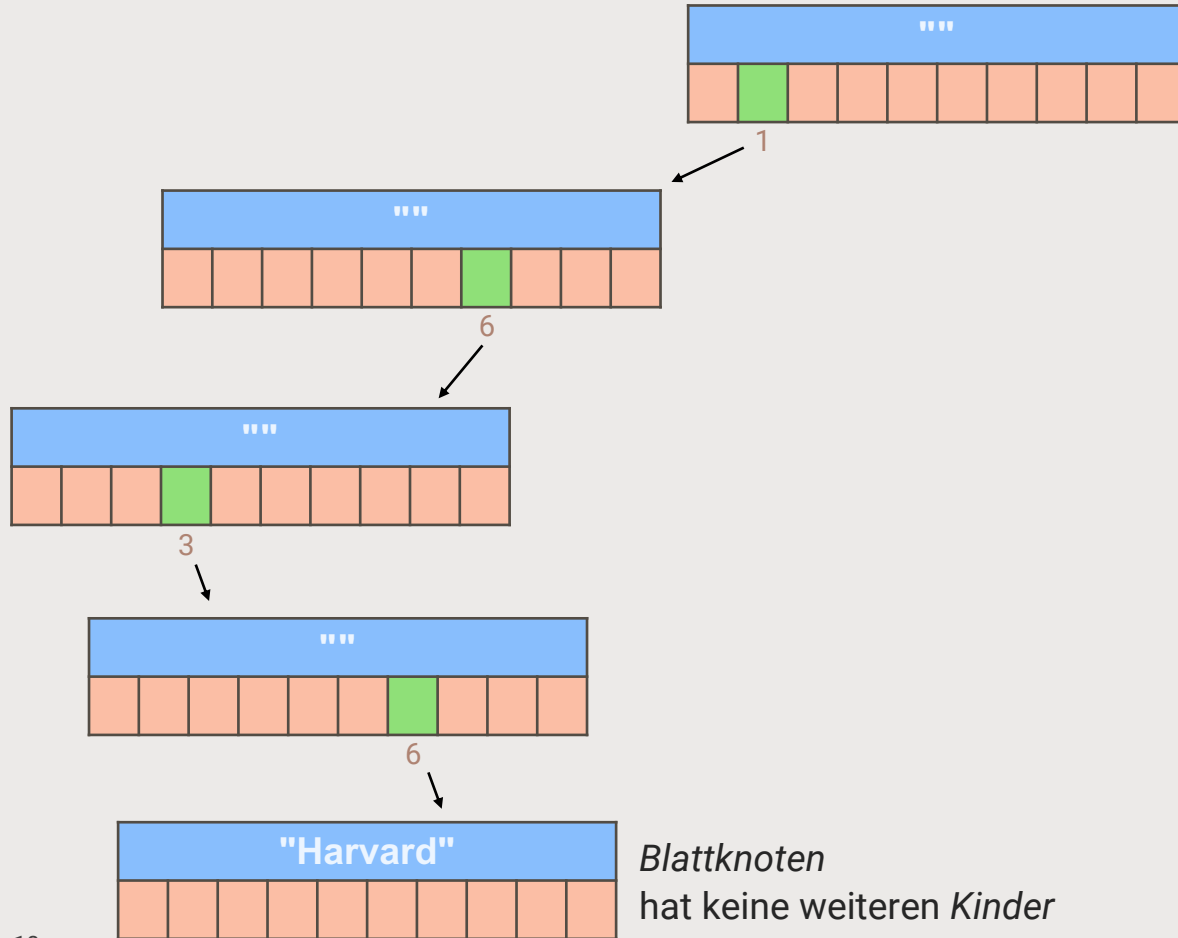 ""
1
""
6
""
3
""
6
"Harvard"
Blattknoten
hat keine weiteren Kinder